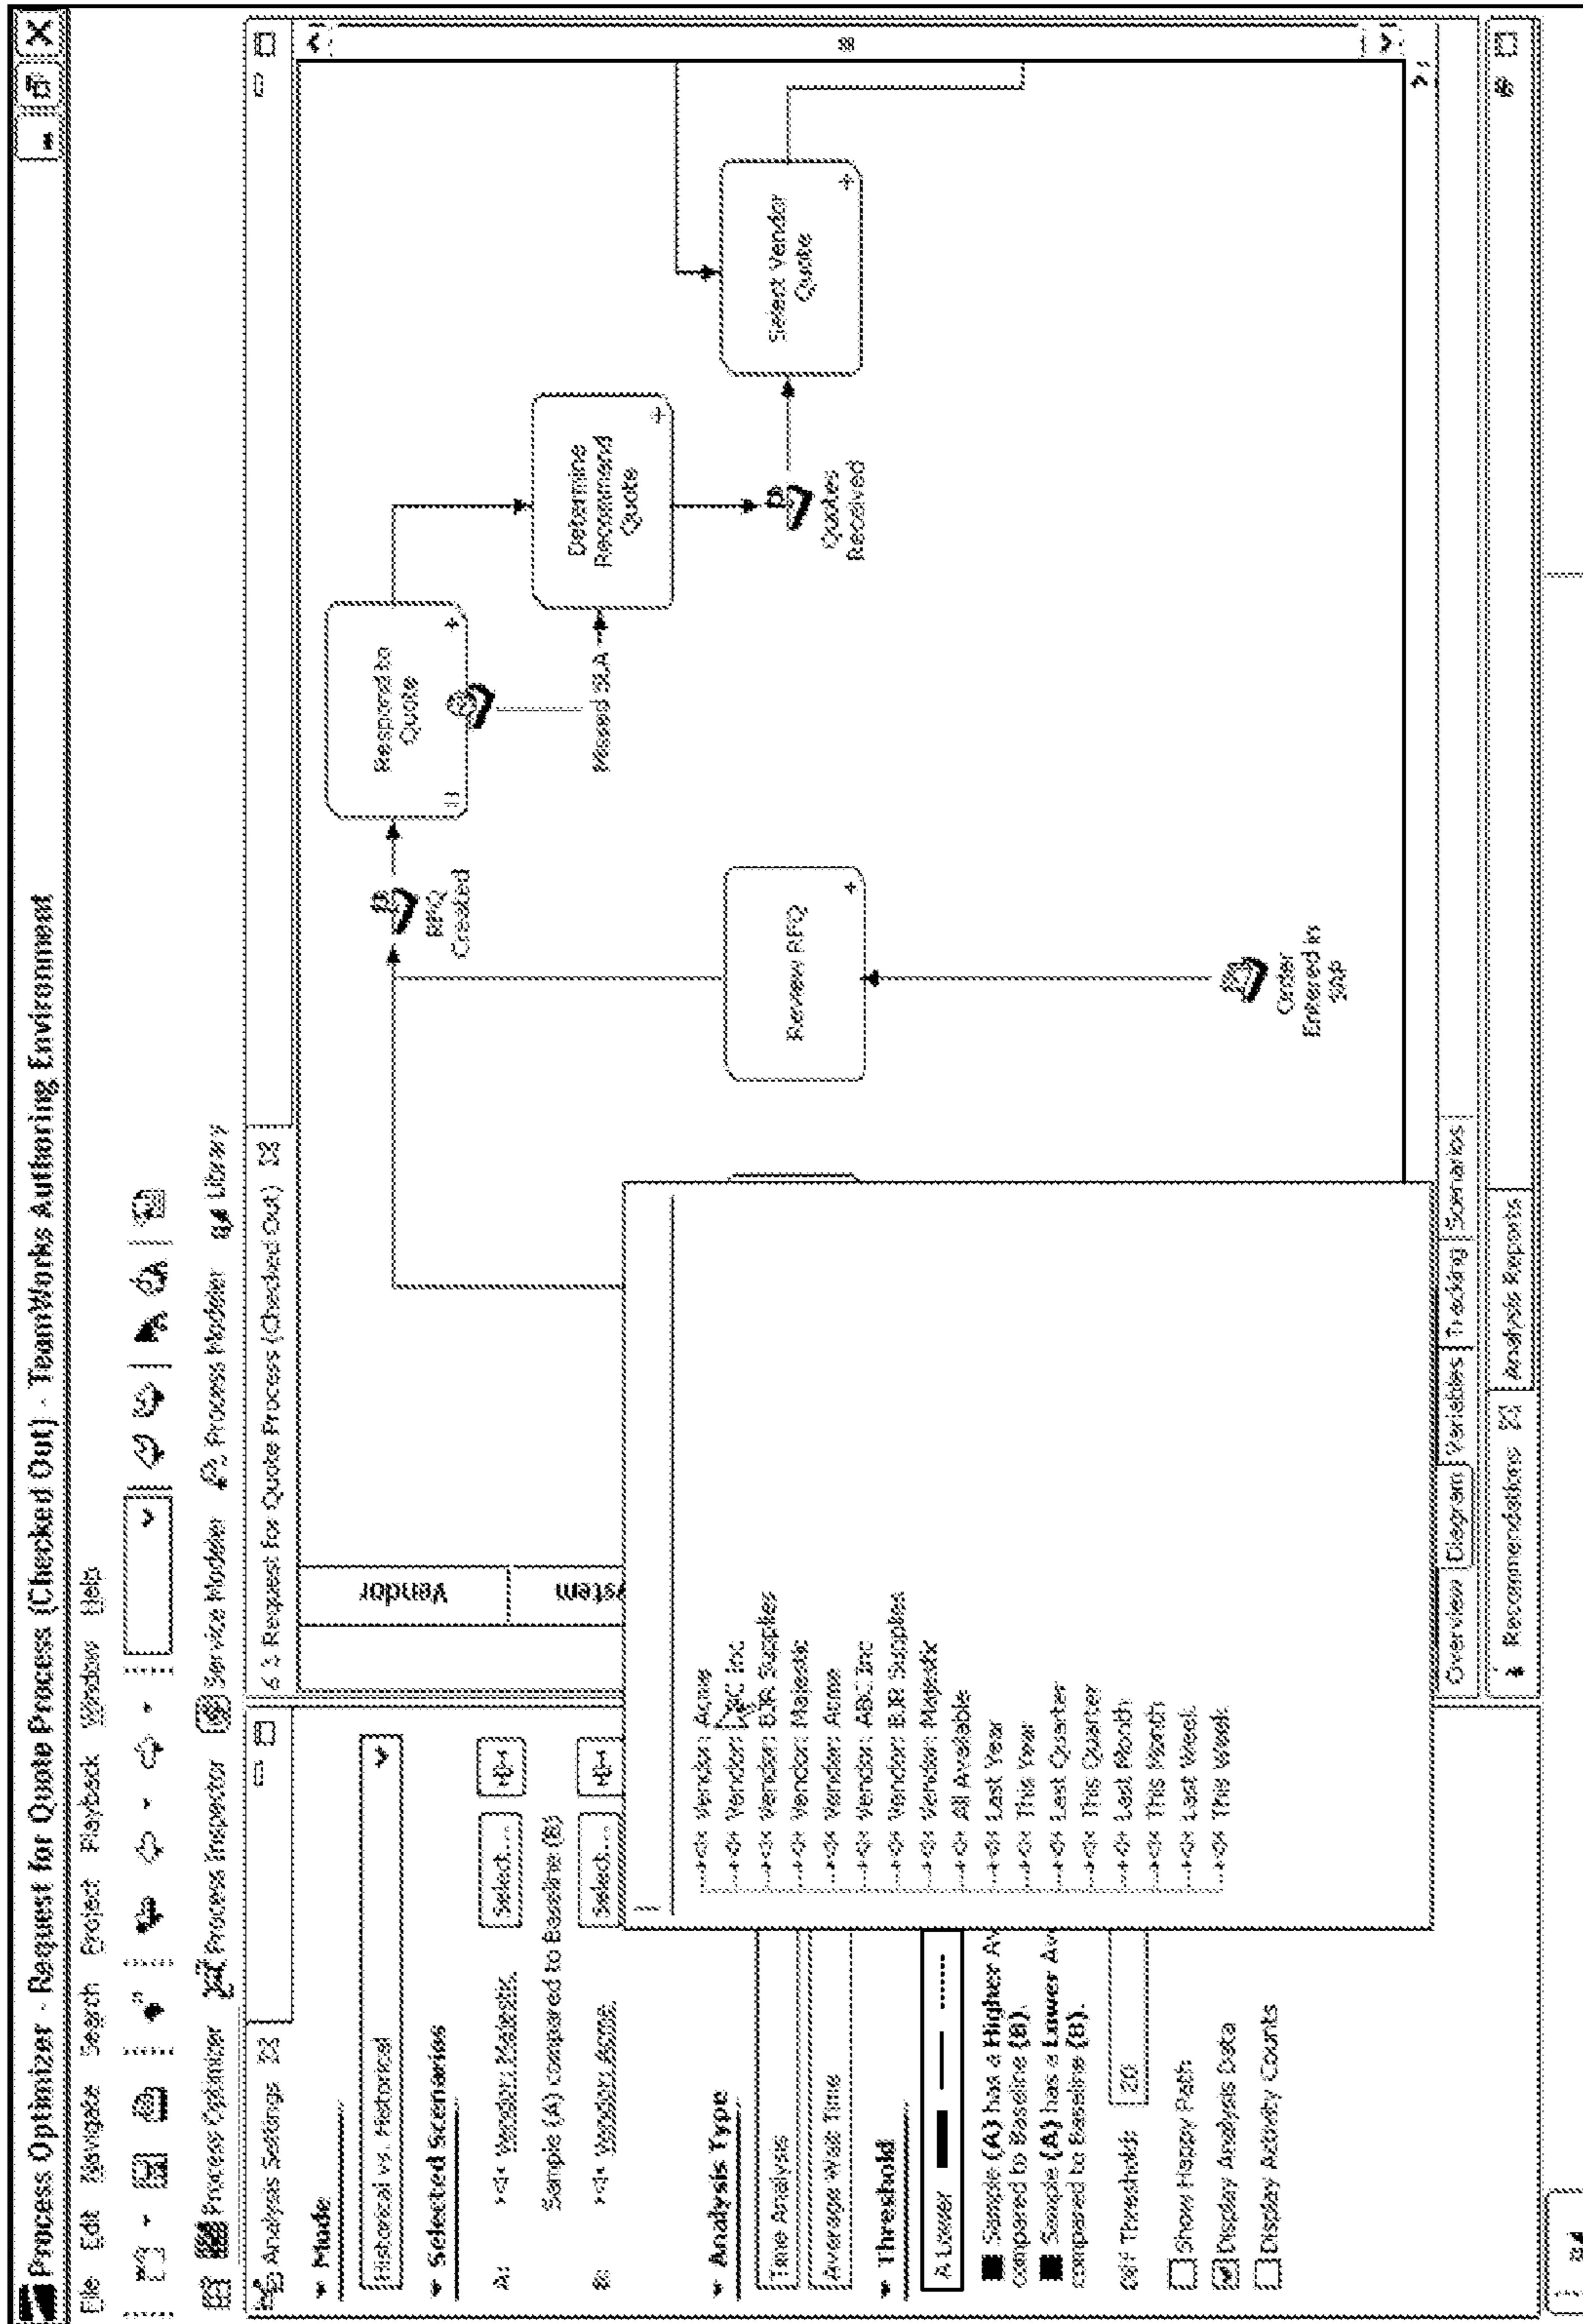 Process Optimizer - Request for Quote Process (Checked Out) - TeamWorks Authoring Environment
File Edit Navigate Search Project Playback Window Help
Process Optimizer Process Inspector Service Modeler Process Modeler Library
Analysis Settings
Mode
Historical vs. Historical
Selected Scenarios
A: Vendor: Majestic Select...
Sample (A) compared to Baseline (B)
B: Vendor: Acme Select...
Analysis Type
Time Analysis
Average Wait Time
Threshold
A Lower
Sample (A) has a Higher Av
compared to Baseline (B).
Sample (A) has a Lower Av
compared to Baseline (B).
Diff Threshold: 20
Show Happy Path
Display Analysis Data
Display Activity Counts
Request For Quote Process (Checked Out)
Vendor
ystem
RFQ
Created
Respond to
Quote
Missed SLA
Determine
Recommend
Quote
Quotes
Received
Select Vendor
Quote
Review RFQ
Order
Entered in
SAP
Vendor: Acme
Vendor: Inc
Vendor: BJR Supplies
Vendor: Majestic
Vendor: Acme
Vendor: ABC Inc
Vendor: BJR Supplies
Vendor: Majestic
All Available
Last Year
This Year
Last Quarter
This Quarter
Last Month
This Month
Last Week
This Week
Overview Diagram Variables Tracking Scenarios
Recommendations Analysis Reports